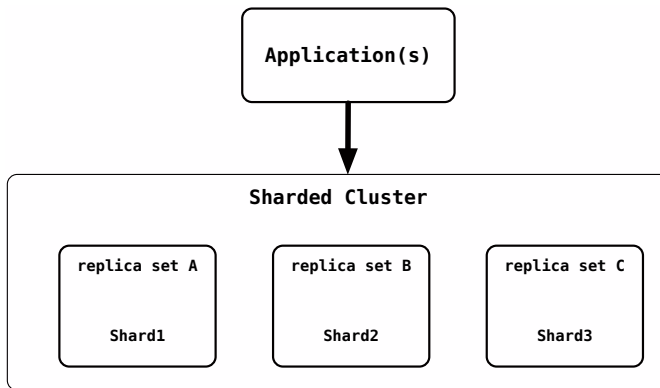 Application(s)
Sharded Cluster
replica set A
replica set B
replica set C
Shard1
Shard2
Shard3